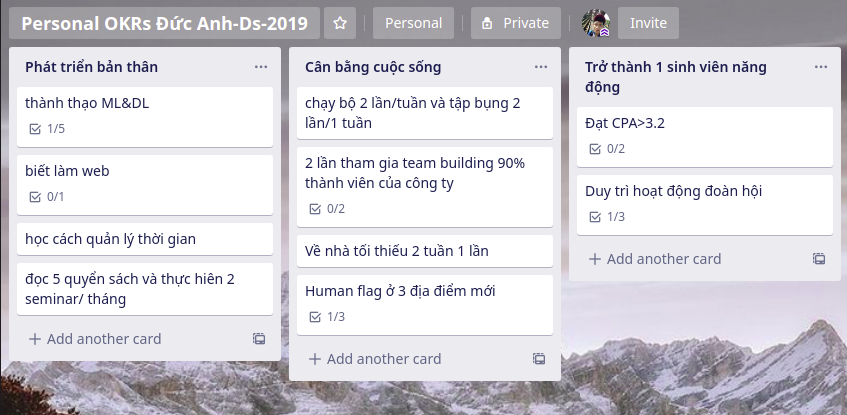 Personal OKRs Đức Anh-Ds-2019
Personal
Private
Invite
Phát triển bản thân
thành thạo ML&DL
1/5
biết làm web
0/1
học cách quản lý thời gian
đọc 5 quyển sách và thực hiên 2
seminar/ tháng
Add another card
Cân bằng cuộc sống
chạy bộ 2 lần/tuần và tập bụng 2
lần/1 tuần
2 lần tham gia team building 90%
thành viên của công ty
0/2
Về nhà tối thiếu 2 tuần 1 lần
Human flag ở 3 địa điểm mới
1/3
Add another card
Trở thành 1 sinh viên năng
động
Đạt CPA>3.2
0/2
Duy trì hoạt động đoàn hội
1/3
Add another card